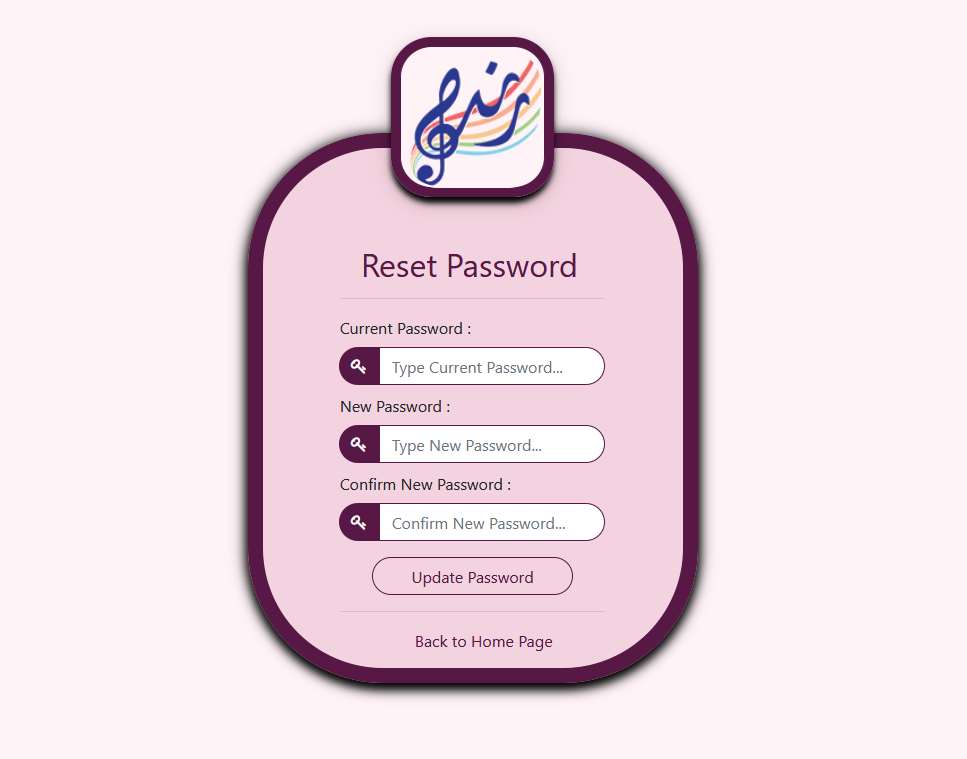 Reset Password
Current Password :
Type Current Password...
New Password :
Type New Password...
Confirm New Password :
Confirm New Password...
Update Password
Back to Home Page